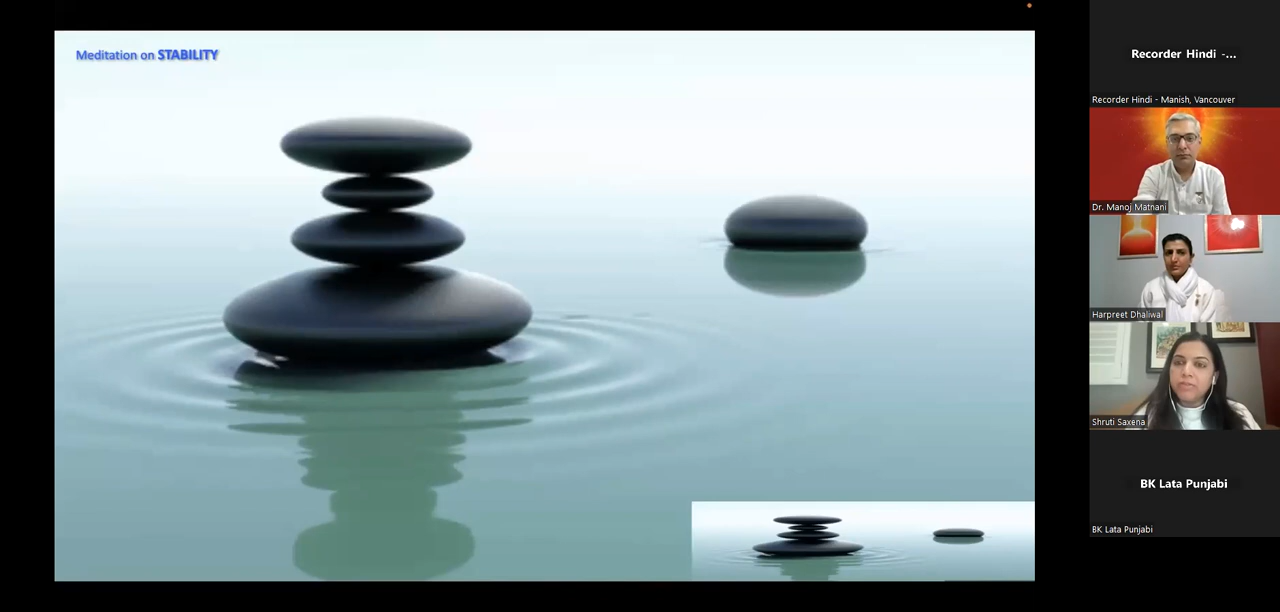 Meditation on STABILITY
Recorder Hindi -...
Recorder Hindi - Manish, Vancouver
Dr. Manoj Matnani
Harpreet Dhaliwal
Shruti Saxena
BK Lata Punjabi
BK Lata Punjabi